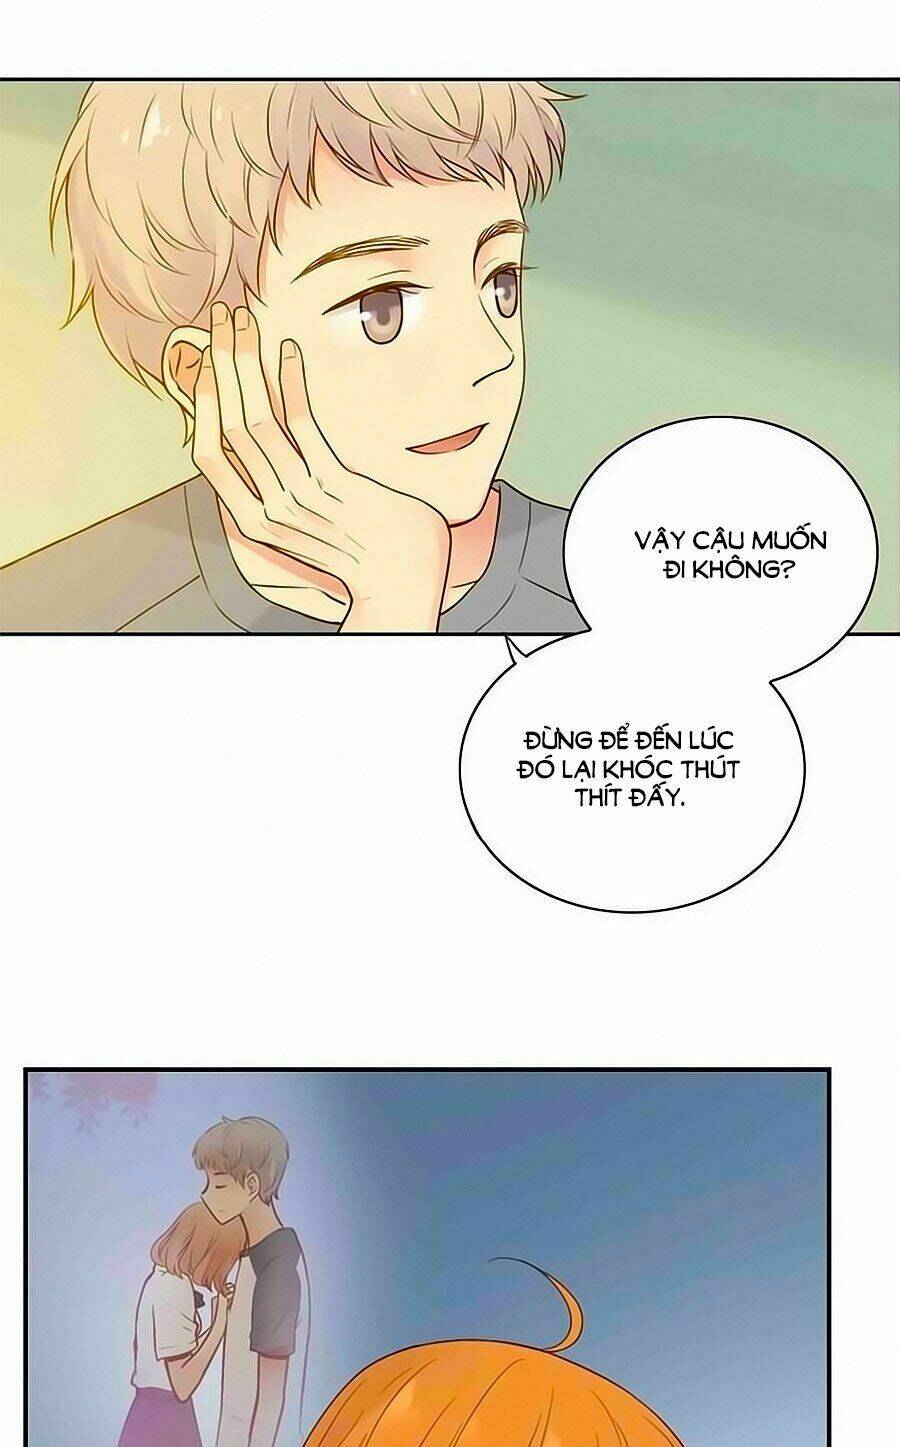 VẬY CẬU MUỐN
ĐI KHÔNG?
ĐỪNG ĐỂ ĐẾN LÚC
ĐÓ LẠI KHÓC THÚT
THÍT ĐẤY.